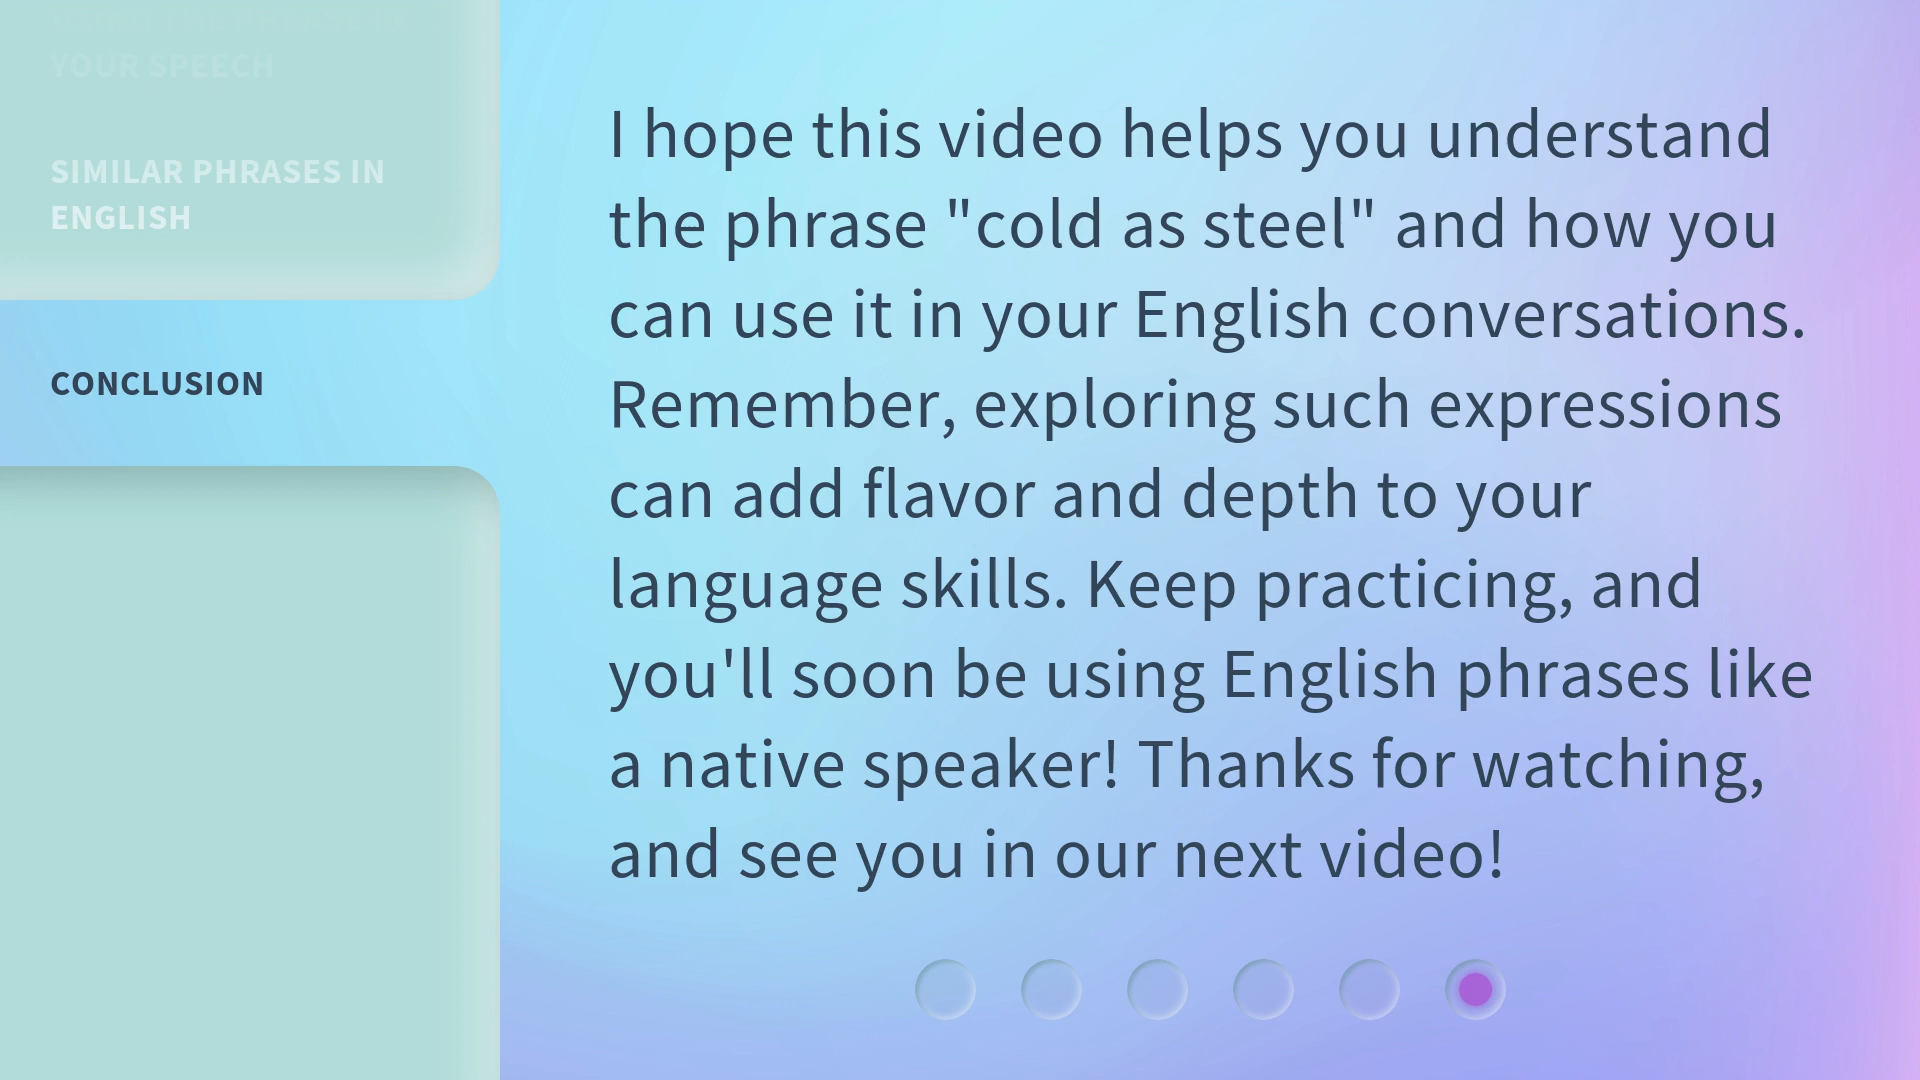 YOUR SPEECH
SIMILAR PHRASES IN
ENGLISH
CONCLUSION
I hope this video helps you understand
the phrase "cold as steel" and how you
can use it in your English conversations.
Remember, exploring such expressions
can add flavor and depth to your
language skills. Keep practicing, and
you'll soon be using English phrases like
a native speaker! Thanks for watching,
and see you in our next video!